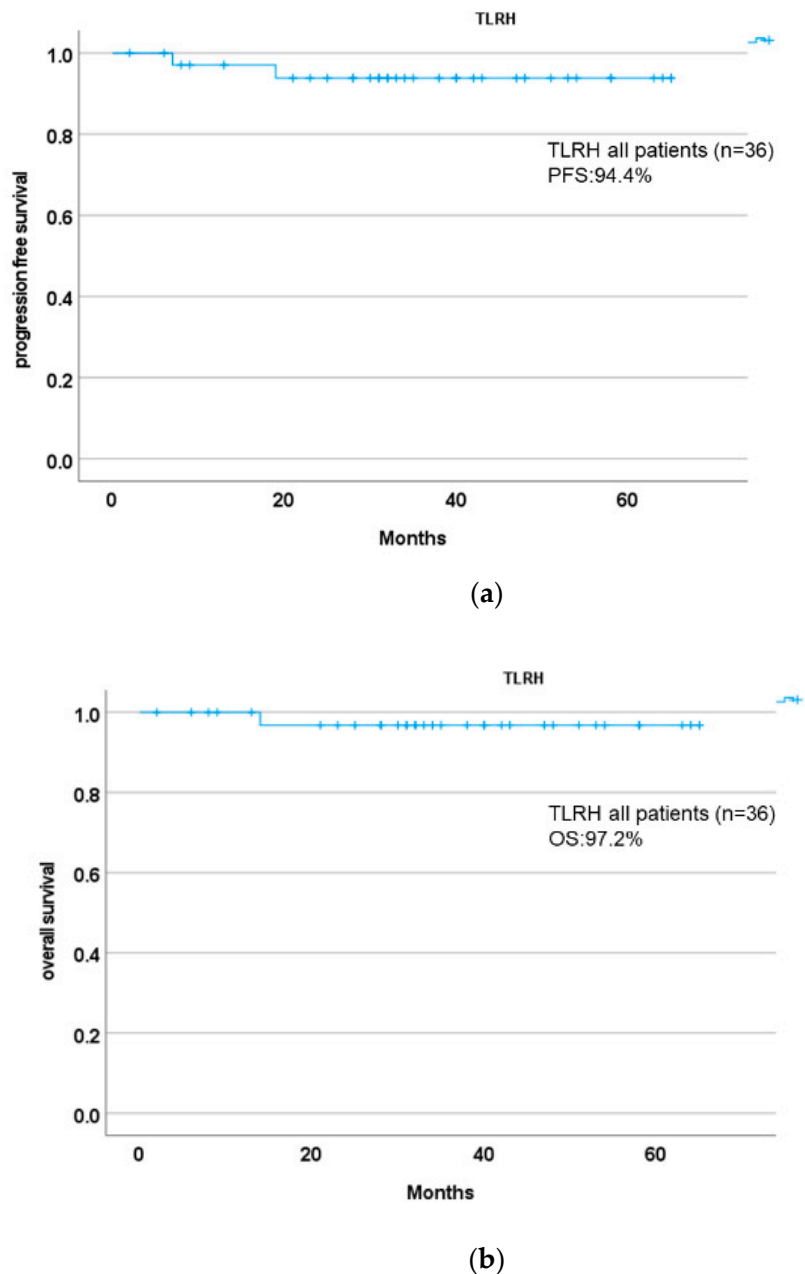 TLRH
1.0
0.8
0.6
0.4
0.2
0.0
progression free survival
TLRH all patients (n=36)
PFS:94.4%
0 20 40 60
Months
(a)
TLRH
1.0
0.8
0.6
0.4
0.2
0.0
overall survival
TLRH all patients (n=36)
OS:97.2%
0 20 40 60
Months
(b)